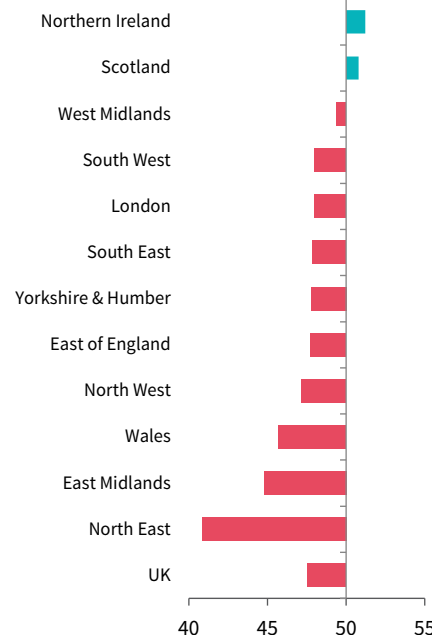 Northern Ireland
Scotland
West Midlands
South West
London
South East
Yorkshire & Humber
East of England
North West
Wales
East Midlands
North East
UK
40 45 50 55